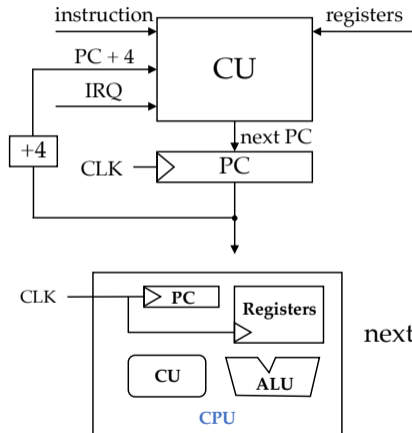 instruction
registers
PC + 4
CU
IRQ
next PC
+4
CLK
PC
CLK
PC
Registers
next
CU
ALU
CPU